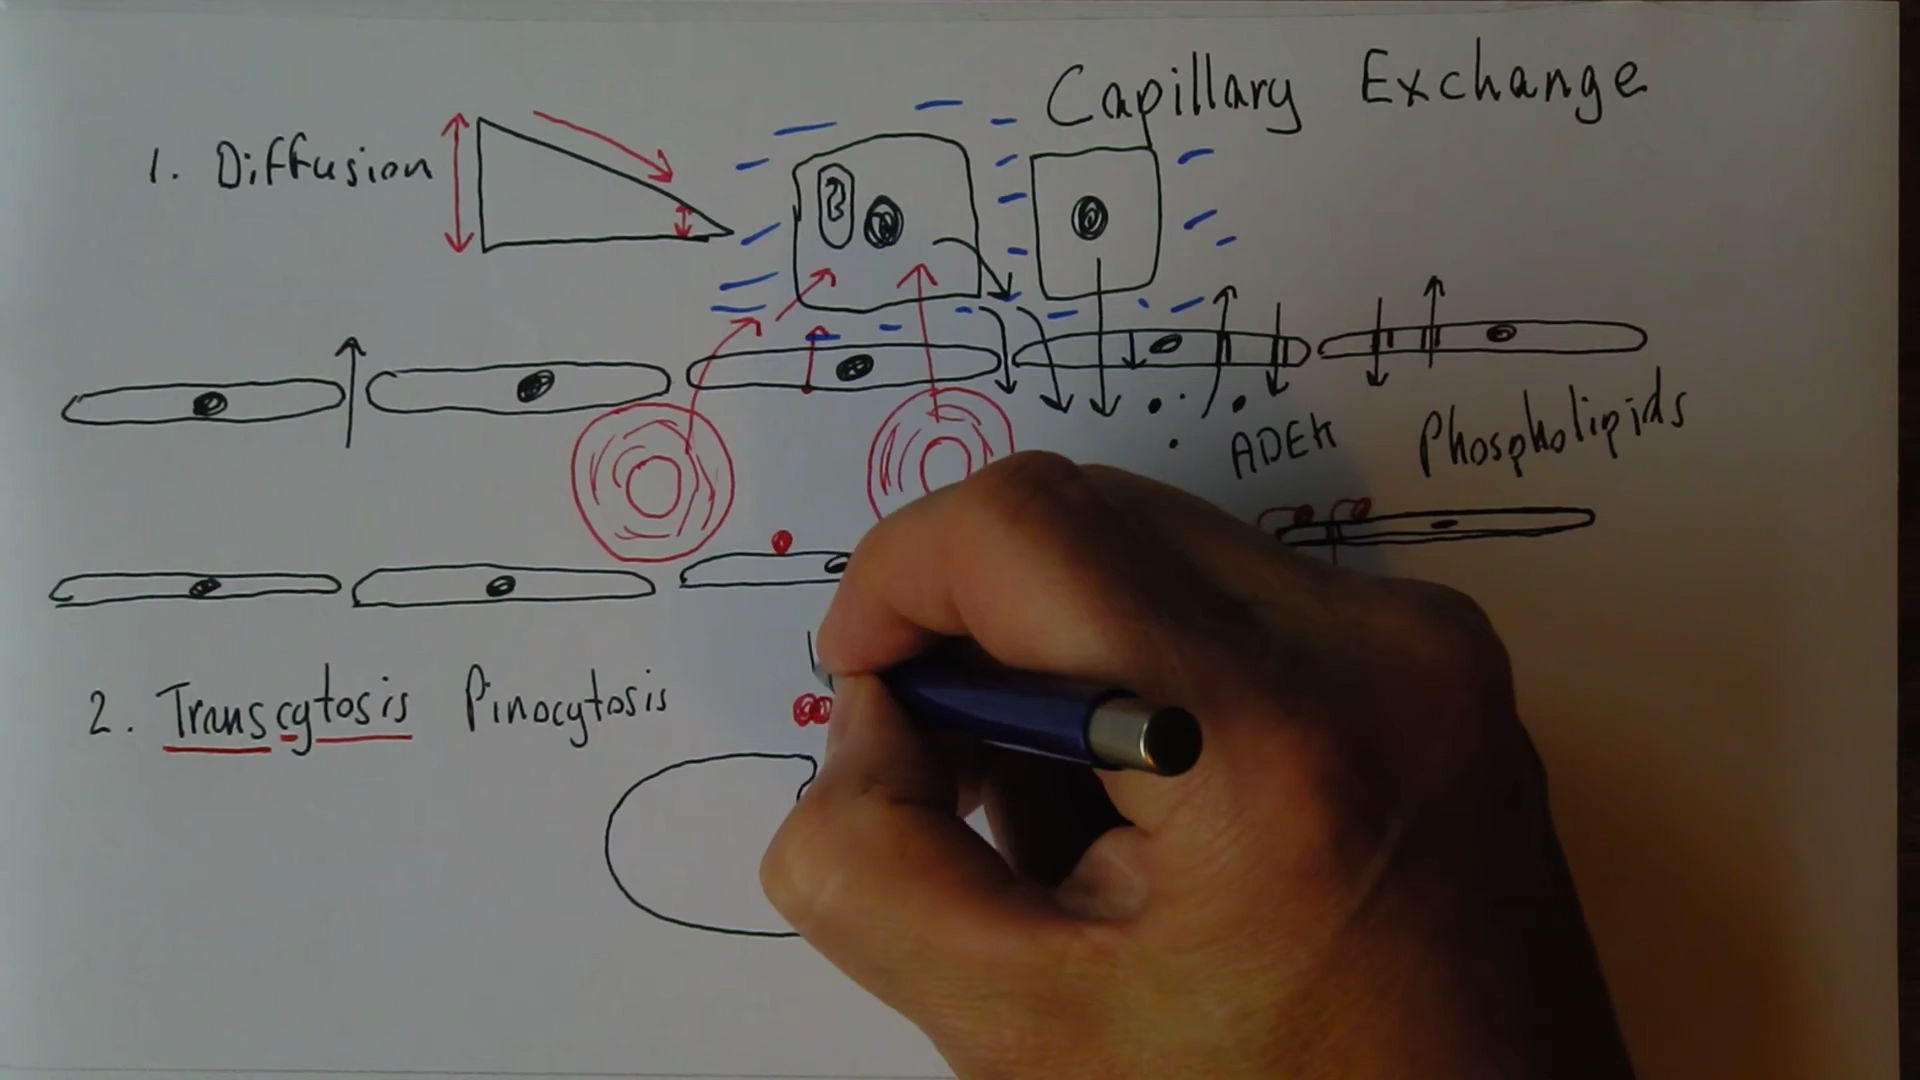 Capillary Exchange
1. Diffusion
ADEK
Phospholipids
2. Transcytosis Pinocytosis